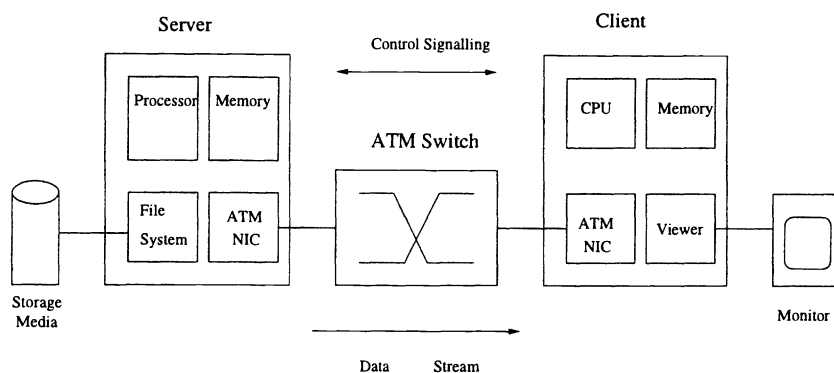 Server
Control Signalling
Client
Processor
Memory
CPU
Memory
ATM Switch
File
System
ATM
NIC
ATM
NIC
Viewer
Storage
Media
Monitor
Data Stream